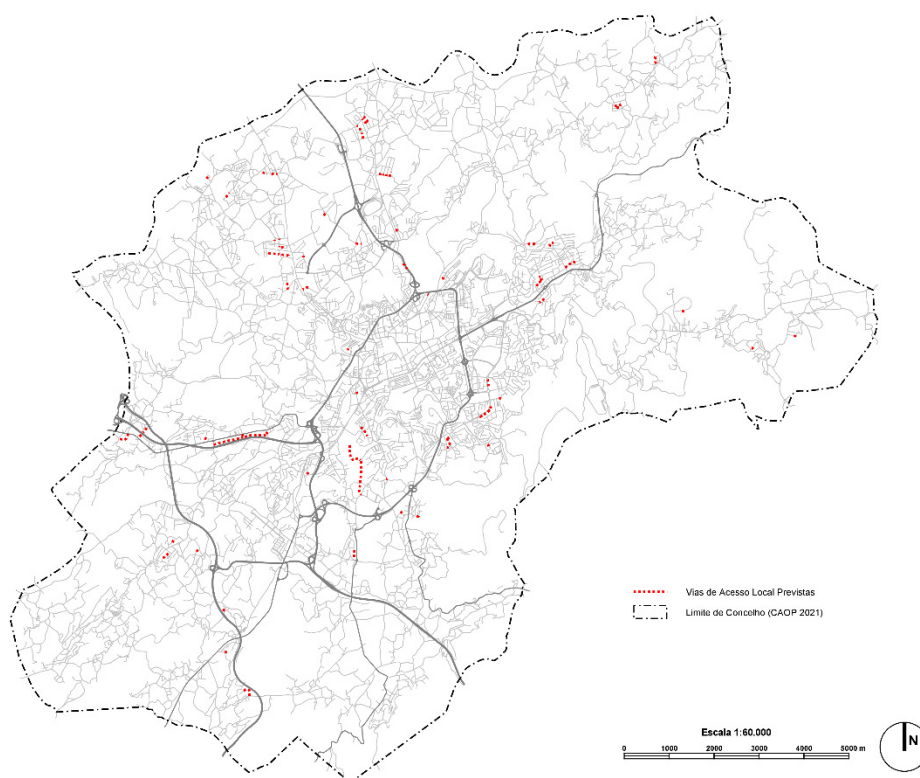 Vias de Acesso Local Previstas
Limite de Concelho (CAOP 2021)
Escala 1:60.000
0 1000 2000 3000 4000 5000 m
N